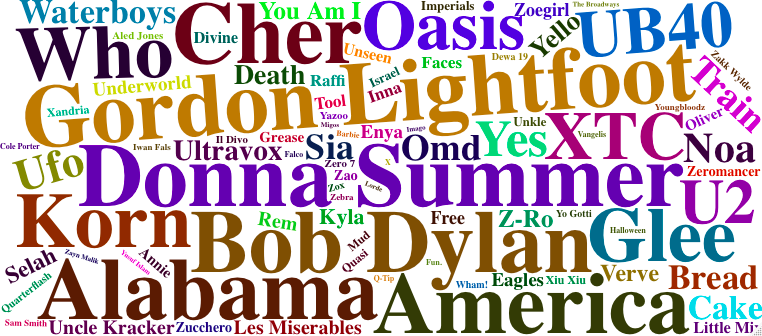 Waterboys
Aled Jones
Who
Divine
Cher
You Am I
Imperials
Oasis
Zoegirl
The Broadways
Yello
UB40
Unseen
Faces
Dewa 19
Zakk Wylde
Train
Underworld
Death
Raffi
Israel
Inna
Xandria
Gordon Lightfoot
Tool
Yazoo
Migos
Youngbloodz
Oliver
Unkle
Cole Porter
Iwan Fals
Il Divo
Grease
Barbie
Enya
Imago
Yes
XTC
Vangelis
Noa
Ufo
Ultravox
Falco
Sia
Zero 7
Omd
X
Zeromancer
Donna Summer
Zao
Zox
Lorde
Zebra
U2
Korn
Bob Dylan
Rem
Kyla
Free
Z-Ro
Yo Gotti
Glee
Halloween
Selah
Zayn Malik
Yusuf Islam
Annie
Mud
Quasi
Fun.
Quarterflash
Alabama
Q-Tip
America
Wham!
Eagles
Xiu Xiu
Verve
Bread
Cake
Sam Smith
Uncle Kracker
Zucchero
Les Miserables
Little Mix